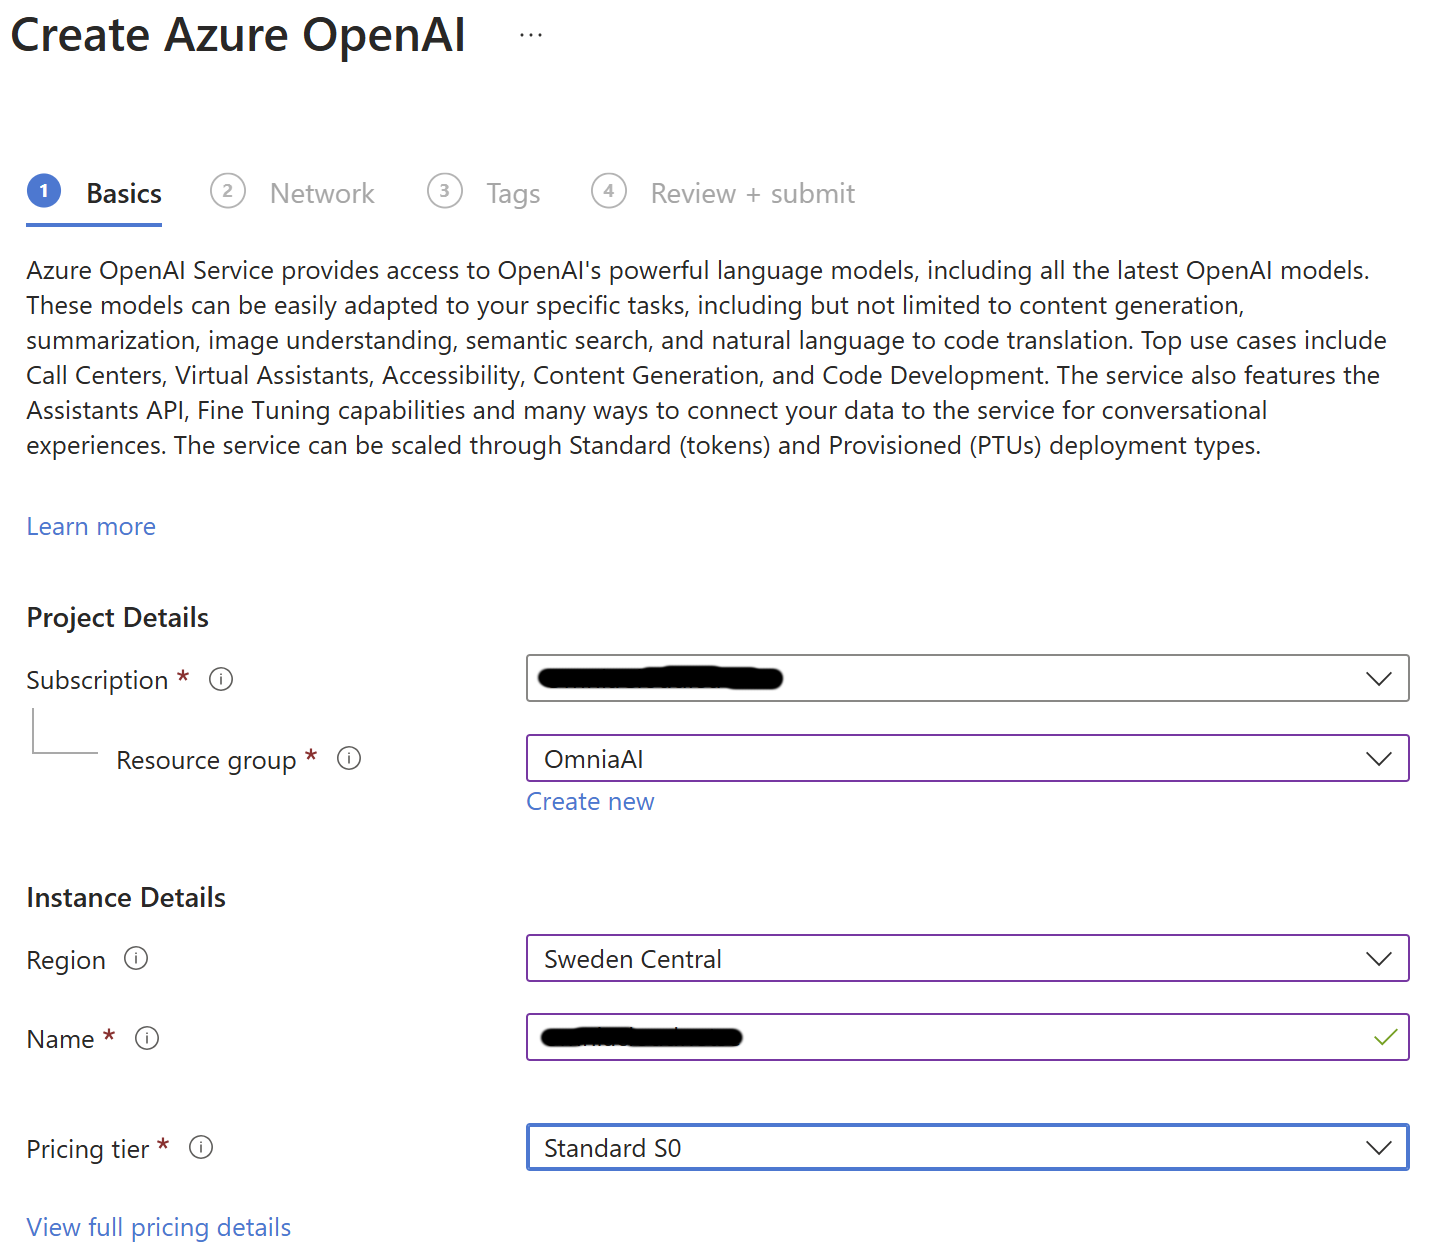 Create Azure OpenAI ...
1 Basics 2 Network 3 Tags 4 Review + submit
Azure OpenAI Service provides access to OpenAI's powerful language models, including all the latest OpenAI models.
These models can be easily adapted to your specific tasks, including but not limited to content generation,
summarization, image understanding, semantic search, and natural language to code translation. Top use cases include
Call Centers, Virtual Assistants, Accessibility, Content Generation, and Code Development. The service also features the
Assistants API, Fine Tuning capabilities and many ways to connect your data to the service for conversational
experiences. The service can be scaled through Standard (tokens) and Provisioned (PTUs) deployment types.
Learn more
Project Details
Subscription *
Resource group * OmniaAI
Create new
Instance Details
Region Sweden Central
Name *
Pricing tier * Standard S0
View full pricing details